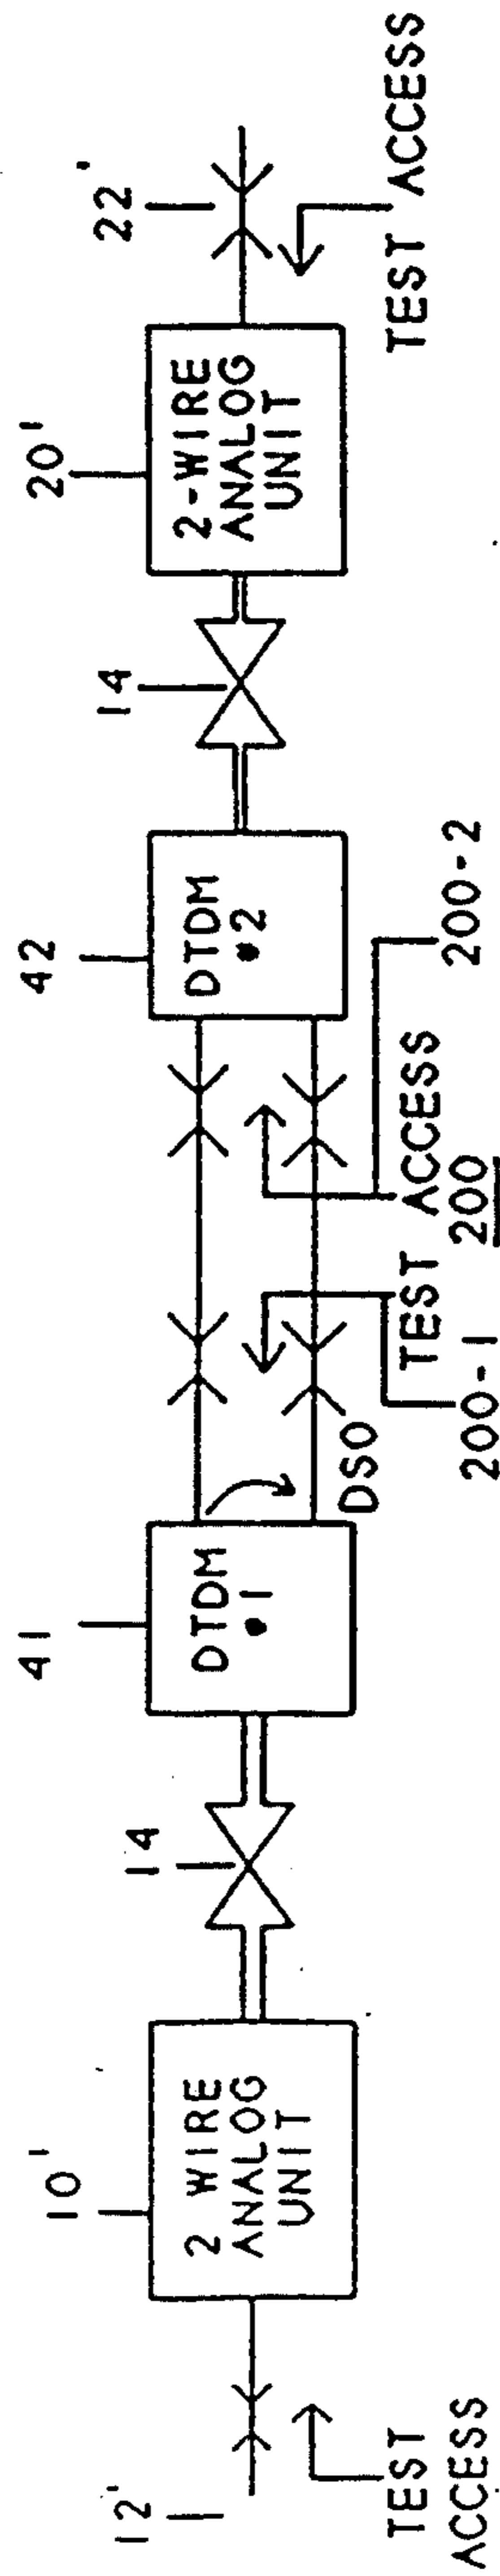 12'
TEST
ACCESS
10'
2 WIRE
ANALOG
UNIT
14
41
DTDM
#1
DSO
200-1
TEST ACCESS
200
200-2
42
DTDM
#2
14
20'
2-WIRE
ANALOG
UNIT
22'
TEST ACCESS